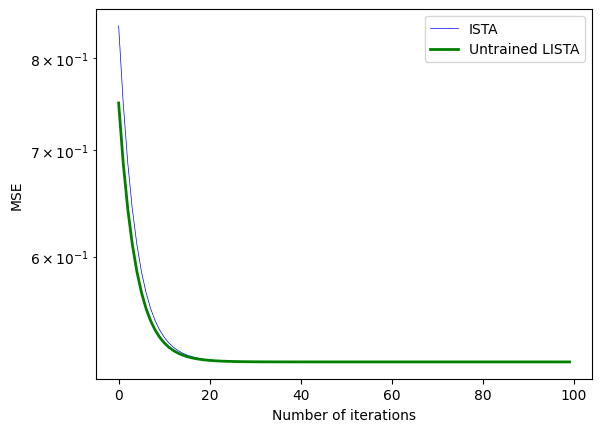 ISTA
Untrained LISTA
8 × 10⁻¹
7 × 10⁻¹
6 × 10⁻¹
MSE
0 20 40 60 80 100
Number of iterations